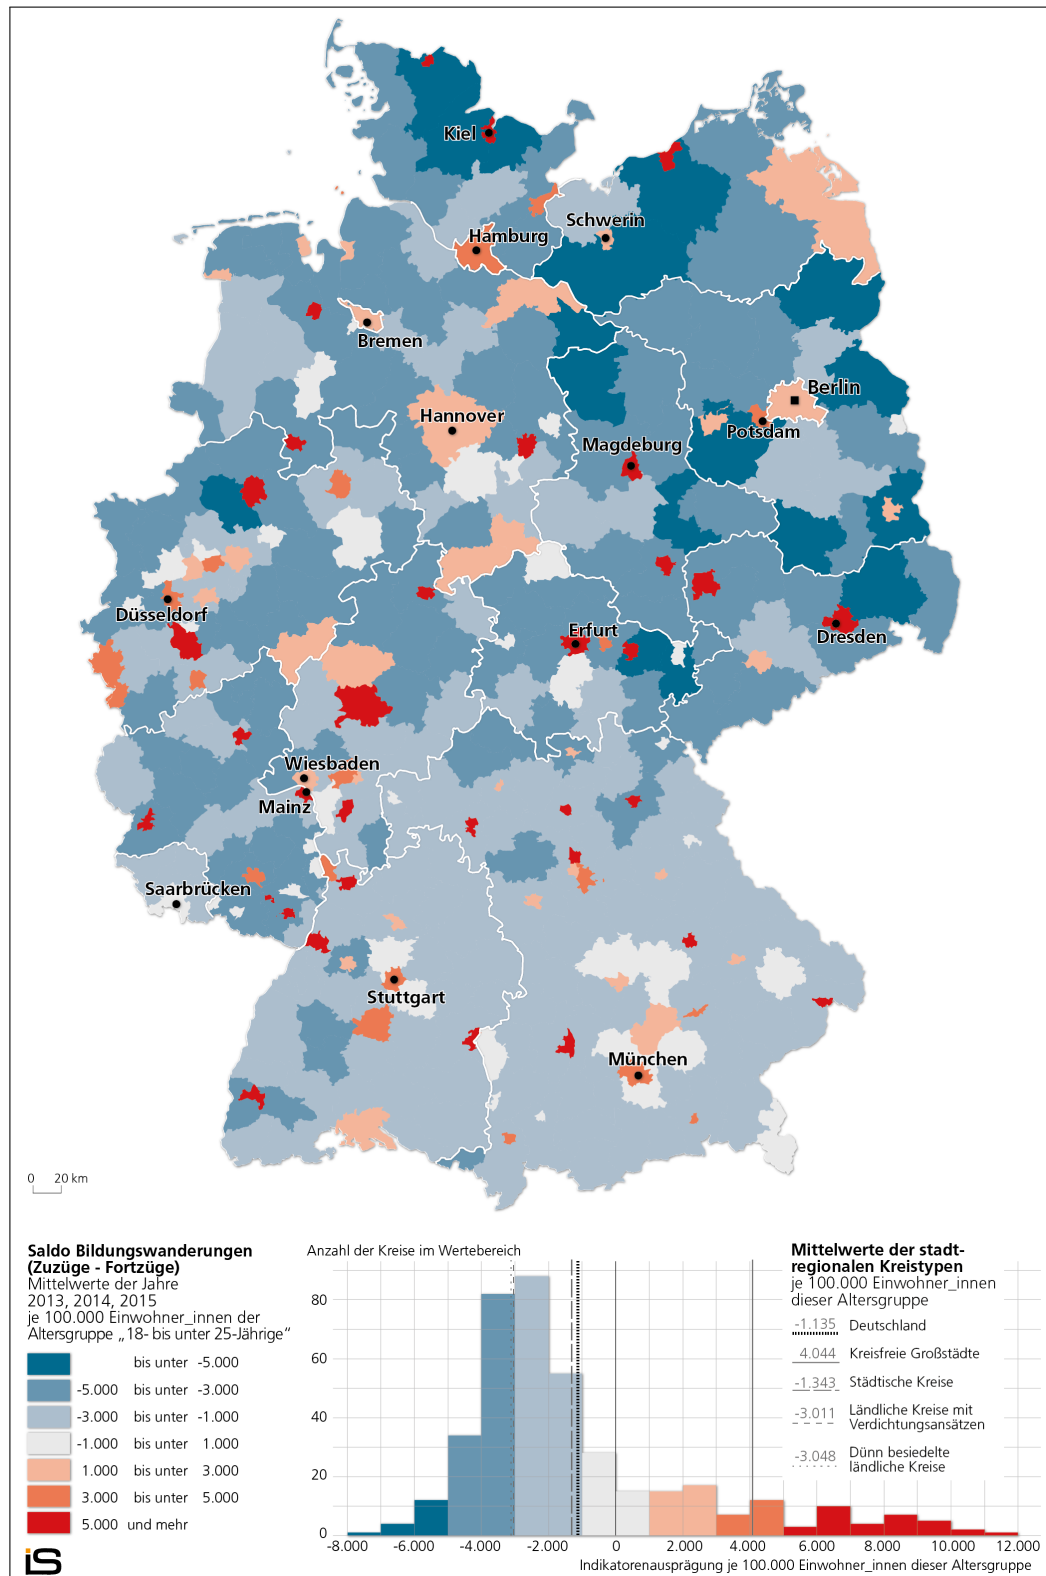 Kiel
Schwerin
Hamburg
Bremen
Berlin
Hannover
Potsdam
Magdeburg
Düsseldorf
Erfurt
Dresden
Wiesbaden
Mainz
Saarbrücken
Stuttgart
München
0 20 km
Saldo Bildungswanderungen
(Zuzüge - Fortzüge)
Mittelwerte der Jahre
2013, 2014, 2015
je 100.000 Einwohner_innen der
Altersgruppe „18- bis unter 25-Jährige“
bis unter -5.000
-5.000 bis unter -3.000
-3.000 bis unter -1.000
-1.000 bis unter 1.000
1.000 bis unter 3.000
3.000 bis unter 5.000
5.000 und mehr
iS
Anzahl der Kreise im Wertebereich
80
60
40
20
0
-8.000 -6.000 -4.000 -2.000 0 2.000 4.000 6.000 8.000 10.000 12.000
Indikatorenausprägung je 100.000 Einwohner_innen dieser Altersgruppe
Mittelwerte der stadt-
regionalen Kreistypen
je 100.000 Einwohner_innen
dieser Altersgruppe
-1.135 Deutschland
4.044 Kreisfreie Großstädte
-1.343 Städtische Kreise
-3.011 Ländliche Kreise mit
Verdichtungsansätzen
-3.048 Dünn besiedelte
ländliche Kreise